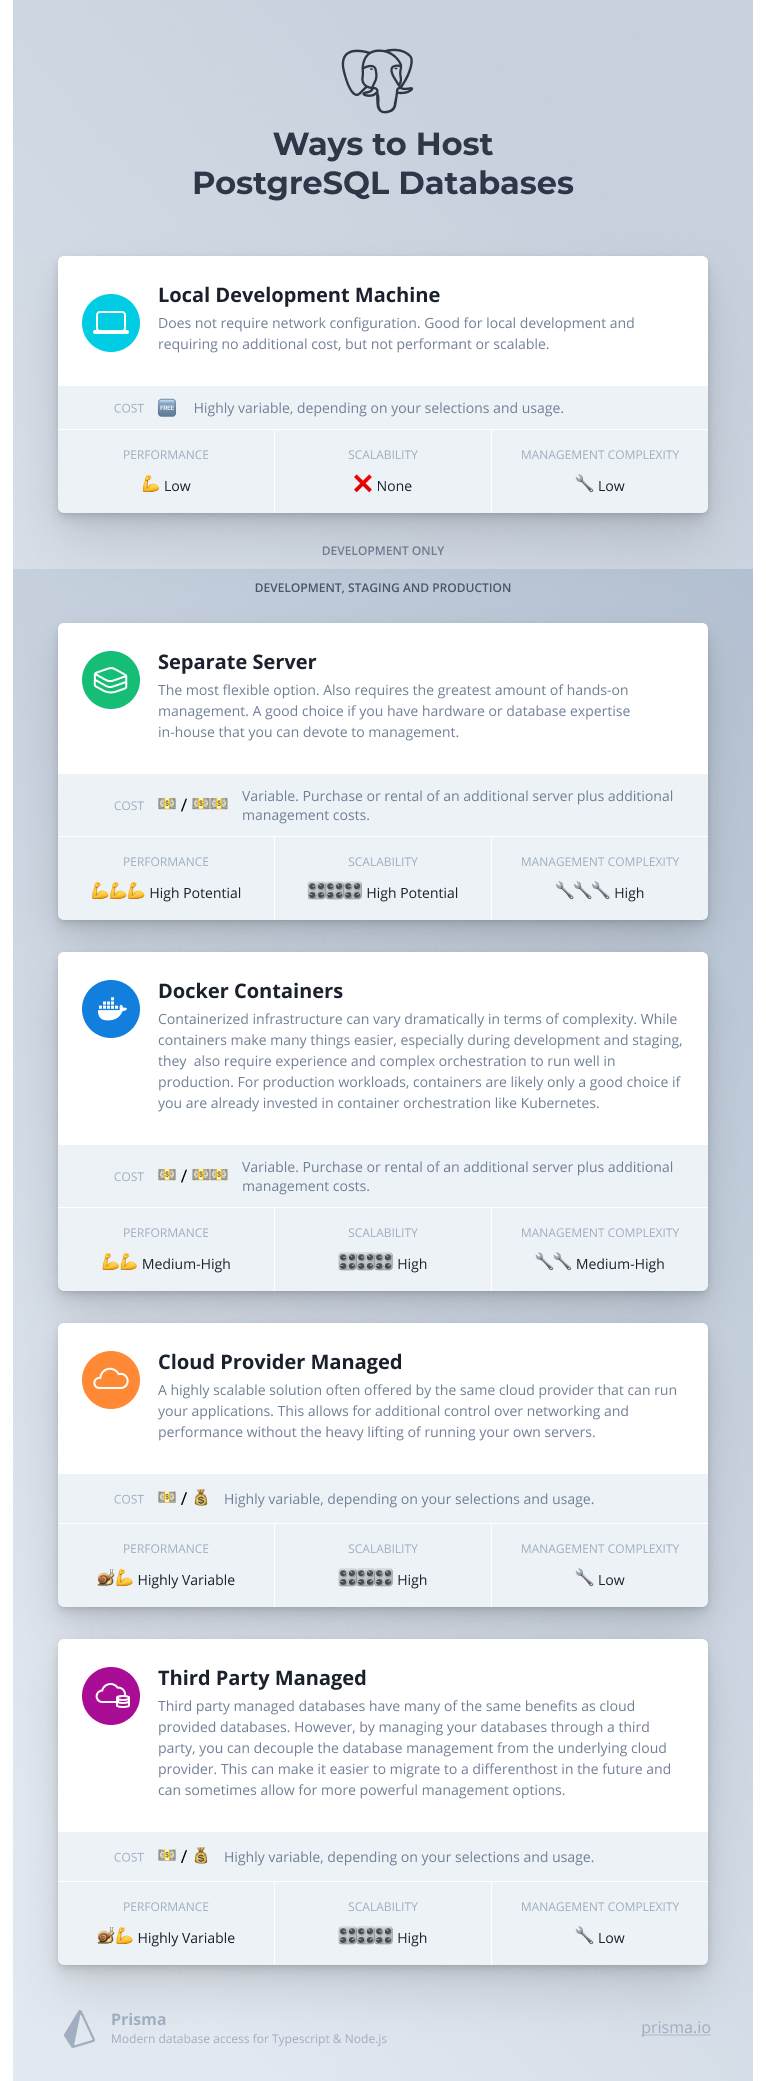 Ways to Host
PostgreSQL Databases
Local Development Machine
Does not require network configuration. Good for local development and
requiring no additional cost, but not performant or scalable.
COST FREE Highly variable, depending on your selections and usage.
PERFORMANCE SCALABILITY MANAGEMENT COMPLEXITY
Low None Low
DEVELOPMENT ONLY
DEVELOPMENT, STAGING AND PRODUCTION
Separate Server
The most flexible option. Also requires the greatest amount of hands-on
management. A good choice if you have hardware or database expertise
in-house that you can devote to management.
COST / Variable. Purchase or rental of an additional server plus additional
management costs.
PERFORMANCE SCALABILITY MANAGEMENT COMPLEXITY
High Potential High Potential High
Docker Containers
Containerized infrastructure can vary dramatically in terms of complexity. While
containers make many things easier, especially during development and staging,
they also require experience and complex orchestration to run well in
production. For production workloads, containers are likely only a good choice if
you are already invested in container orchestration like Kubernetes.
COST / Variable. Purchase or rental of an additional server plus additional
management costs.
PERFORMANCE SCALABILITY MANAGEMENT COMPLEXITY
Medium-High High Medium-High
Cloud Provider Managed
A highly scalable solution often offered by the same cloud provider that can run
your applications. This allows for additional control over networking and
performance without the heavy lifting of running your own servers.
COST / Highly variable, depending on your selections and usage.
PERFORMANCE SCALABILITY MANAGEMENT COMPLEXITY
Highly Variable High Low
Third Party Managed
Third party managed databases have many of the same benefits as cloud
provided databases. However, by managing your databases through a third
party, you can decouple the database management from the underlying cloud
provider. This can make it easier to migrate to a differenthost in the future and
can sometimes allow for more powerful management options.
COST / Highly variable, depending on your selections and usage.
PERFORMANCE SCALABILITY MANAGEMENT COMPLEXITY
Highly Variable High Low
Prisma
Modern database access for Typescript & Node.js
prisma.io